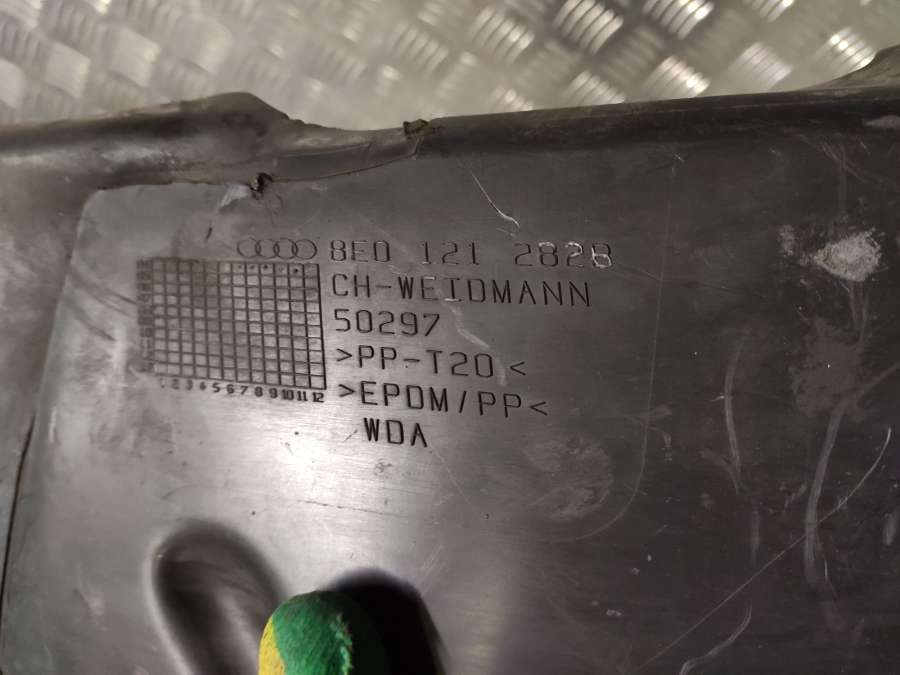 8E0 121 282B
CH-WEIDMANN
50297
>PP-T20<
>EPDM/PP<
WDA
1 2 3 4 5 6 7 8 9 10 11 12